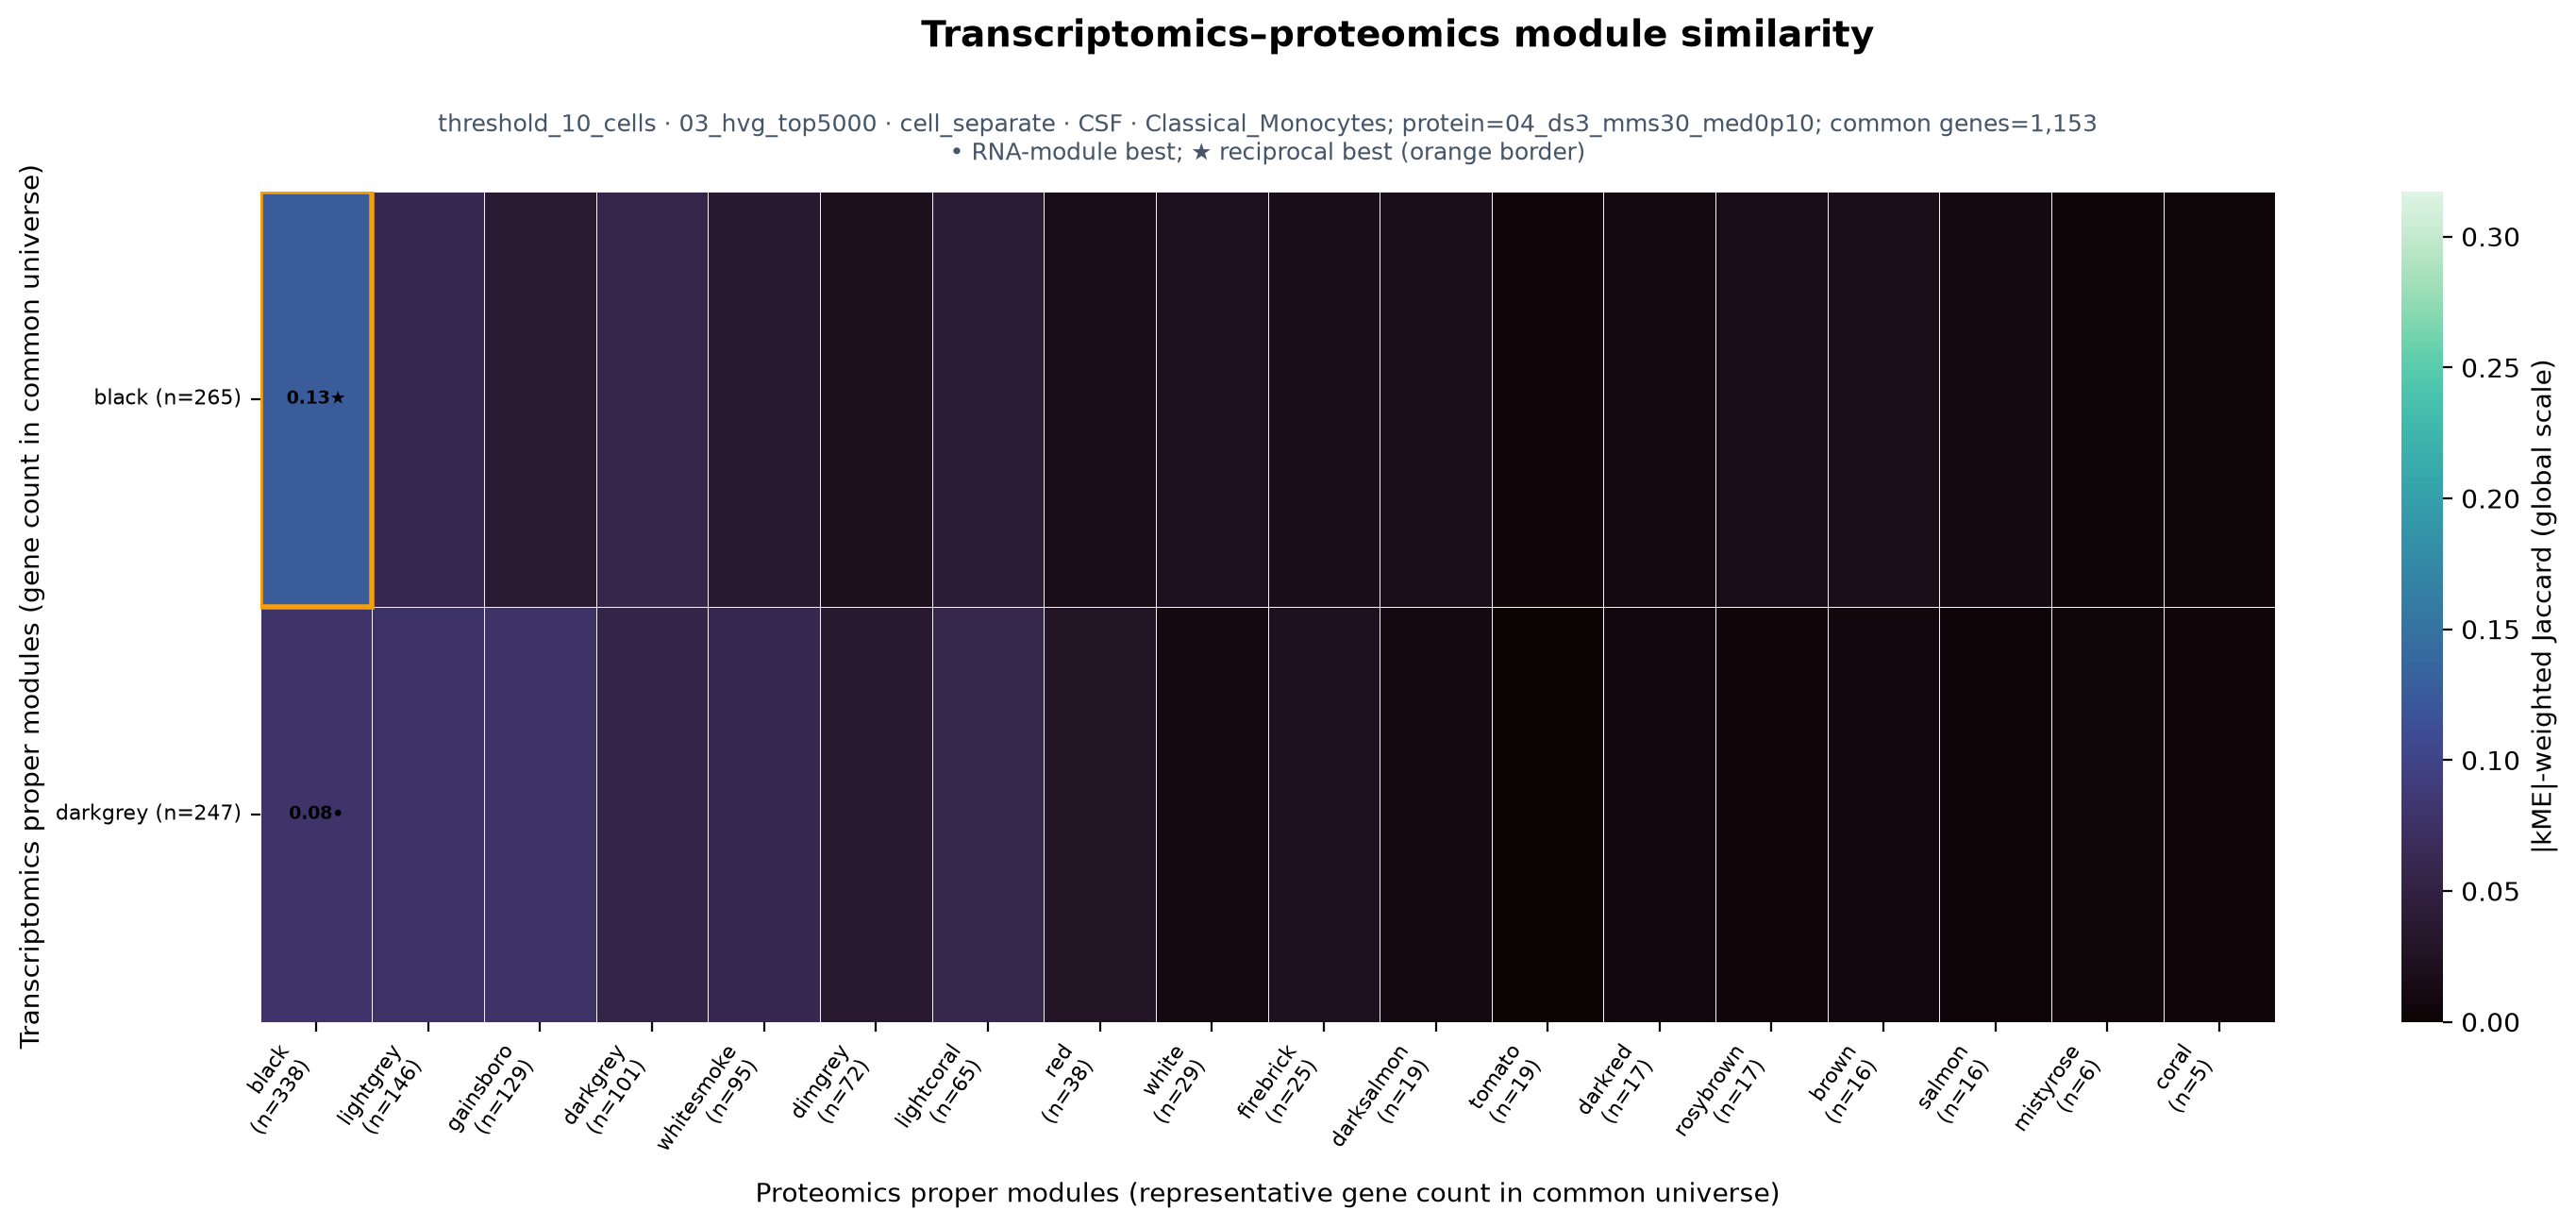 Transcriptomics–proteomics module similarity
threshold_10_cells · 03_hvg_top5000 · cell_separate · CSF · Classical_Monocytes; protein=04_ds3_mms30_med0p10; common genes=1,153
• RNA-module best; ★ reciprocal best (orange border)
Transcriptomics proper modules (gene count in common universe)
black (n=265)
darkgrey (n=247)
0.13★
0.08•
black
(n=338)
lightgrey
(n=146)
gainsboro
(n=129)
darkgrey
(n=101)
whitesmoke
(n=95)
dimgrey
(n=72)
lightcoral
(n=65)
red
(n=38)
white
(n=29)
firebrick
(n=25)
darksalmon
(n=19)
tomato
(n=19)
darkred
(n=17)
rosybrown
(n=17)
brown
(n=16)
salmon
(n=16)
mistyrose
(n=6)
coral
(n=5)
Proteomics proper modules (representative gene count in common universe)
0.30
0.25
0.20
0.15
0.10
0.05
0.00
|kME|-weighted Jaccard (global scale)